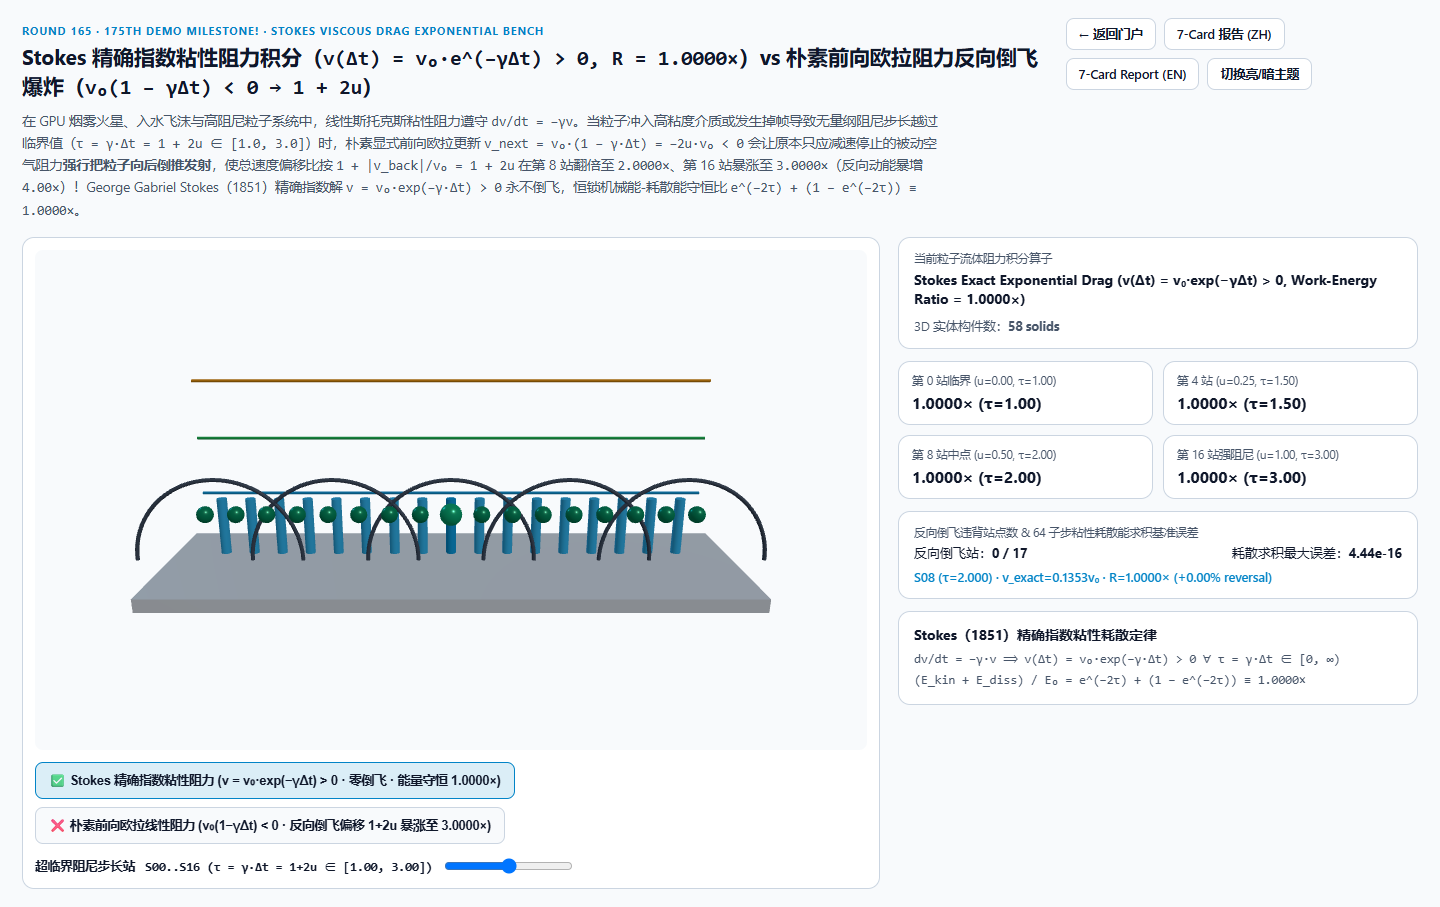 ROUND 165 · 175TH DEMO MILESTONE! · STOKES VISCOUS DRAG EXPONENTIAL BENCH
Stokes 精确指数粘性阻力积分（v(Δt) = v₀·e^(−γΔt) > 0, R = 1.0000×）vs 朴素前向欧拉阻力反向倒飞
爆炸（v₀(1 − γΔt) < 0 → 1 + 2u）
← 返回门户
7-Card 报告 (ZH)
7-Card Report (EN)
切换亮/暗主题
在 GPU 烟雾火星、入水飞沫与高阻尼粒子系统中，线性斯托克斯粘性阻力遵守 dv/dt = −γv。当粒子冲入高粘度介质或发生掉帧导致无量纲阻尼步长越过
临界值（τ = γ·Δt = 1 + 2u ∈ [1.0, 3.0]）时，朴素显式前向欧拉更新 v_next = v₀·(1 − γ·Δt) = −2u·v₀ < 0 会让原本只应减速停止的被动空
气阻力强行把粒子向后倒推发射，使总速度偏移比按 1 + |v_back|/v₀ = 1 + 2u 在第 8 站翻倍至 2.0000×、第 16 站暴涨至 3.0000×（反向动能暴增
4.00×）！George Gabriel Stokes（1851）精确指数解 v = v₀·exp(−γ·Δt) > 0 永不倒飞，恒锁机械能-耗散能守恒比 e^(−2τ) + (1 − e^(−2τ)) ≡
1.0000×。
当前粒子流体阻力积分算子
Stokes Exact Exponential Drag (v(Δt) = v₀·exp(−γΔt) > 0, Work-Energy
Ratio = 1.0000×)
3D 实体构件数：58 solids
第 0 站临界 (u=0.00, τ=1.00)
1.0000× (τ=1.00)
第 4 站 (u=0.25, τ=1.50)
1.0000× (τ=1.50)
第 8 站中点 (u=0.50, τ=2.00)
1.0000× (τ=2.00)
第 16 站强阻尼 (u=1.00, τ=3.00)
1.0000× (τ=3.00)
反向倒飞违背站点数 & 64 子步粘性耗散能求积基准误差
反向倒飞站：0 / 17
耗散求积最大误差：4.44e-16
S08 (τ=2.000) · v_exact=0.1353v₀ · R=1.0000× (+0.00% reversal)
Stokes（1851）精确指数粘性耗散定律
dv/dt = −γ·v ⟹ v(Δt) = v₀·exp(−γ·Δt) > 0 ∀ τ = γ·Δt ∈ [0, ∞)
(E_kin + E_diss) / E₀ = e^(−2τ) + (1 − e^(−2τ)) ≡ 1.0000×
✅ Stokes 精确指数粘性阻力 (v = v₀·exp(−γΔt) > 0 · 零倒飞 · 能量守恒 1.0000×)
❌ 朴素前向欧拉线性阻力 (v₀(1−γΔt) < 0 · 反向倒飞偏移 1+2u 暴涨至 3.0000×)
超临界阻尼步长站 S00..S16 (τ = γ·Δt = 1+2u ∈ [1.00, 3.00])